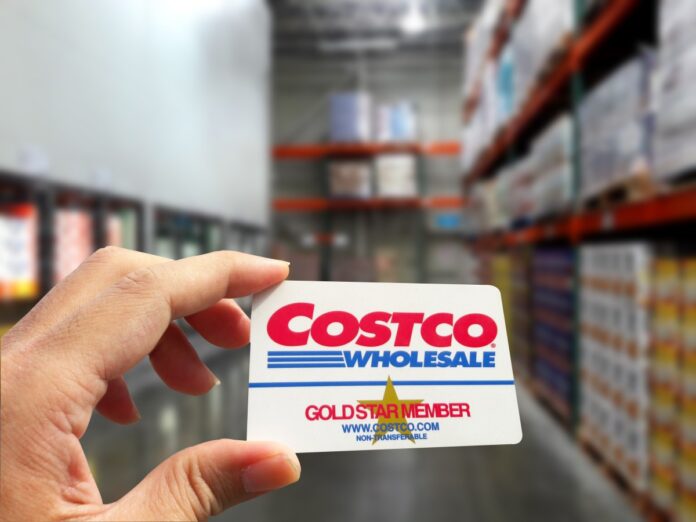 COSTCO®
WHOLESALE
GOLD STAR MEMBER
WWW.COSTCO.COM
NON-TRANSFERABLE